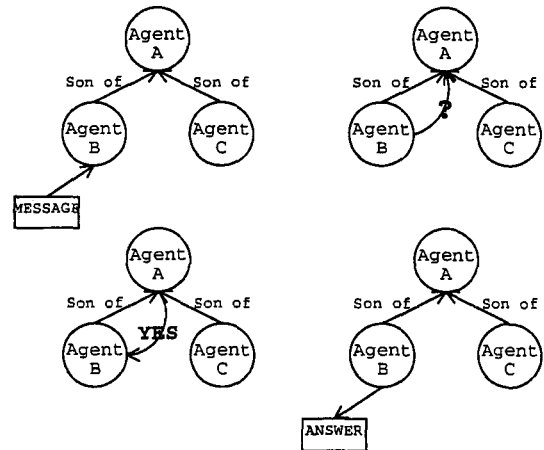 Agent
A
Son of
Son of
Agent
B
Agent
C
MESSAGE
Agent
A
Son of
Son of
?
Agent
B
Agent
C
Agent
A
Son of
Son of
YES
Agent
B
Agent
C
Agent
A
Son of
Son of
Agent
B
Agent
C
ANSWER